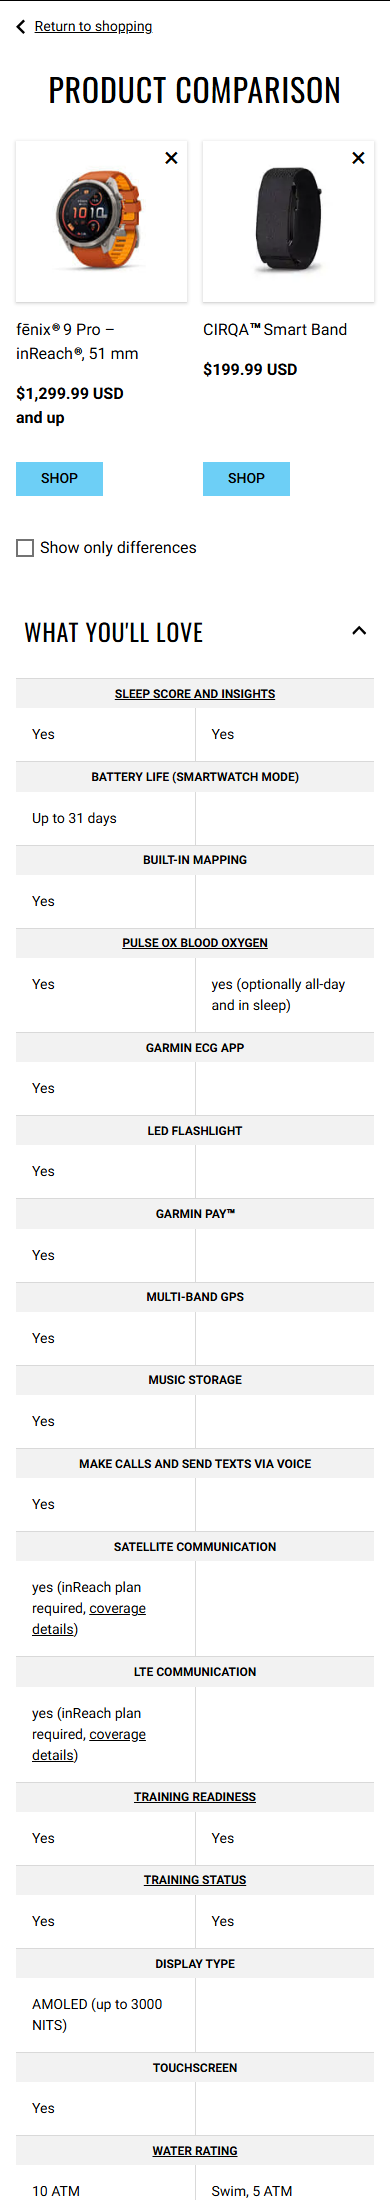 Return to shopping
PRODUCT COMPARISON
fēnix® 9 Pro –
inReach®, 51 mm
$1,299.99 USD
and up
SHOP
CIRQA™ Smart Band
$199.99 USD
SHOP
Show only differences
WHAT YOU'LL LOVE
SLEEP SCORE AND INSIGHTS
Yes
Yes
BATTERY LIFE (SMARTWATCH MODE)
Up to 31 days
BUILT-IN MAPPING
Yes
PULSE OX BLOOD OXYGEN
Yes
yes (optionally all-day
and in sleep)
GARMIN ECG APP
Yes
LED FLASHLIGHT
Yes
GARMIN PAY™
Yes
MULTI-BAND GPS
Yes
MUSIC STORAGE
Yes
MAKE CALLS AND SEND TEXTS VIA VOICE
Yes
SATELLITE COMMUNICATION
yes (inReach plan
required, coverage
details)
LTE COMMUNICATION
yes (inReach plan
required, coverage
details)
TRAINING READINESS
Yes
Yes
TRAINING STATUS
Yes
Yes
DISPLAY TYPE
AMOLED (up to 3000
NITS)
TOUCHSCREEN
Yes
WATER RATING
10 ATM
Swim, 5 ATM